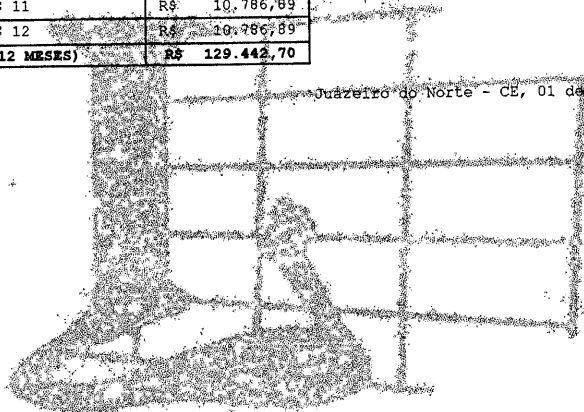 S 11 R$ 10.786,89
S 12 R$ 10.786,89
12 MESES) R$ 129.442,70
Juazeiro do Norte - CE, 01 de